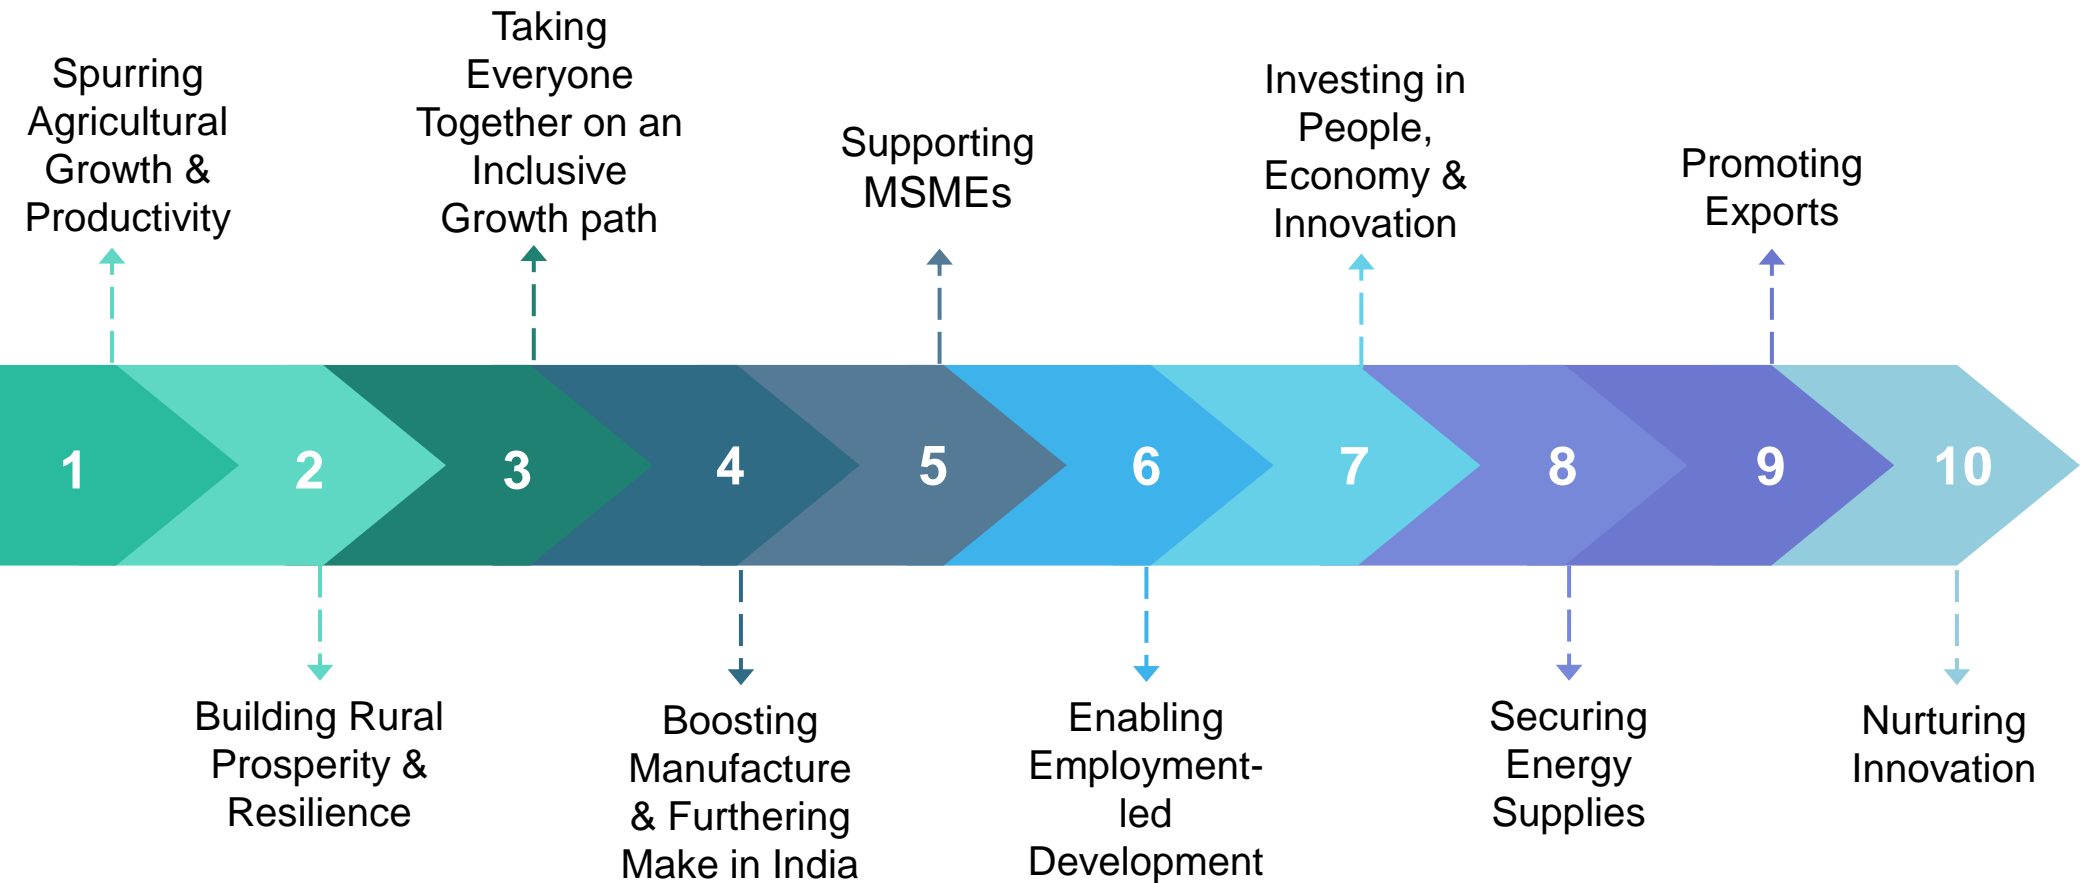 Spurring
Agricultural
Growth &
Productivity
Taking
Everyone
Together on an
Inclusive
Growth path
Supporting
MSMEs
Investing in
People,
Economy &
Innovation
Promoting
Exports
1
2
3
4
5
6
7
8
9
10
Building Rural
Prosperity &
Resilience
Boosting
Manufacture
& Furthering
Make in India
Enabling
Employment-
led
Development
Securing
Energy
Supplies
Nurturing
Innovation